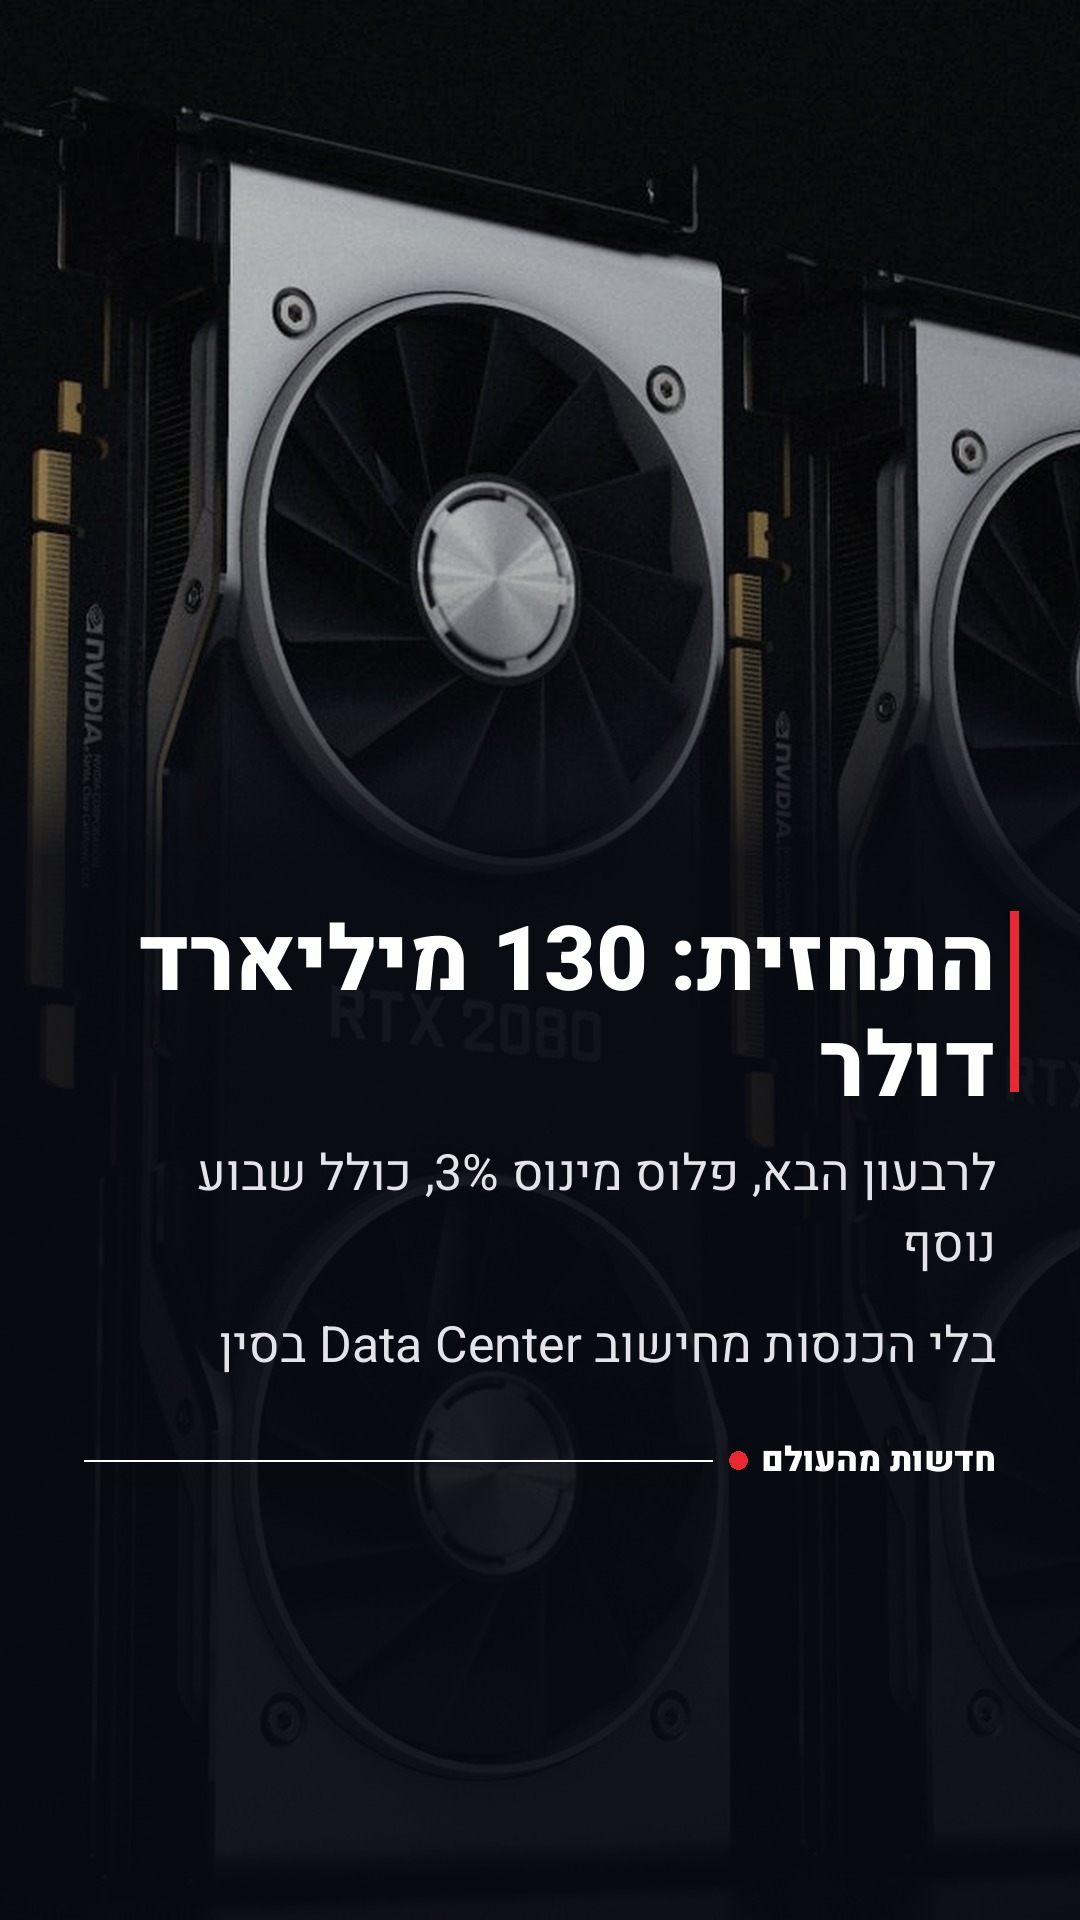 NVIDIA
NVIDIA
התחזית: 130 מיליארד
דולר
RTX 2080
RTX
לרבעון הבא, פלוס מינוס 3%, כולל שבוע
נוסף
בלי הכנסות מחישוב Data Center בסין
חדשות מהעולם